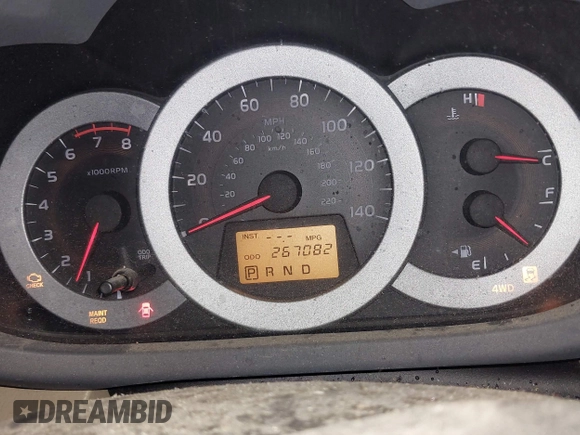 x1000RPM
1
2
3
4
5
6
7
8
ODO
TRIP
CHECK
MAINT
REQD
MPH
km/h
20
40
60
80
100
120
140
20
40
60
80
100
120
140
160
180
200
220
INST --.- MPG
ODO 267082
P R N D
H
C
F
E
4WD
DREAMBID